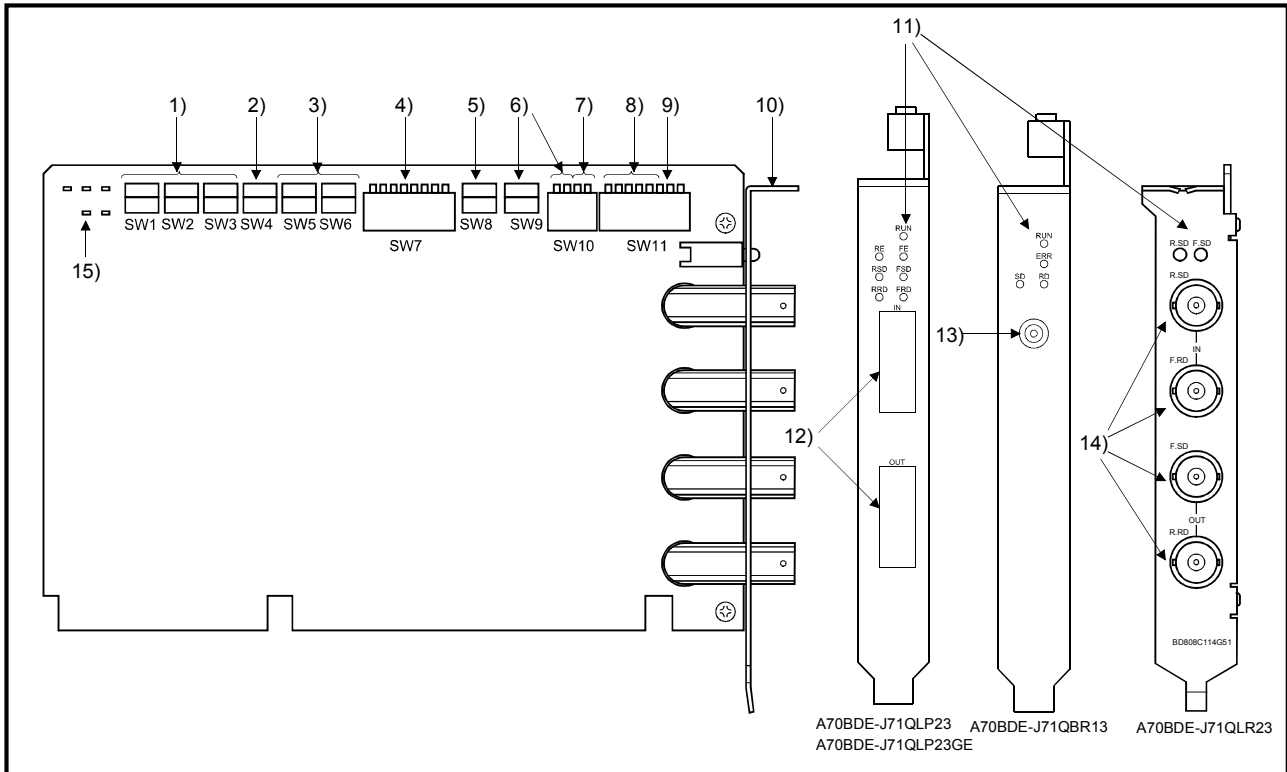 11)
1) 2) 3) 4) 5) 6) 7) 8) 9) 10)
SW1 SW2 SW3 SW4 SW5 SW6 SW7 SW8 SW9 SW10 SW11
15)
RUN
RE FE
RSD FSD
RRD FRD
IN
12)
OUT
RUN
ERR
SD RD
13)
R.SD F.SD
R.SD
IN
F.RD
14)
F.SD
OUT
R.RD
BD808C114G51
A70BDE-J71QLP23
A70BDE-J71QLP23GE
A70BDE-J71QBR13
A70BDE-J71QLR23